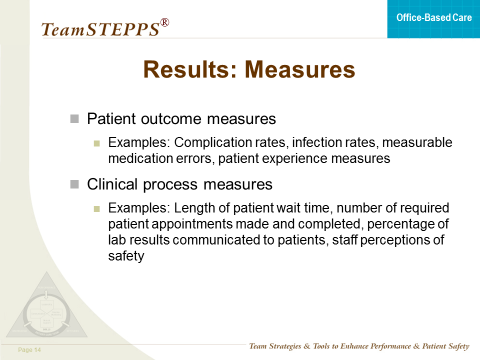 Office-Based Care
TeamSTEPPS®
Results: Measures
Patient outcome measures
Examples: Complication rates, infection rates, measurable
medication errors, patient experience measures
Clinical process measures
Examples: Length of patient wait time, number of required
patient appointments made and completed, percentage of
lab results communicated to patients, staff perceptions of
safety
Page 14
Team Strategies & Tools to Enhance Performance & Patient Safety